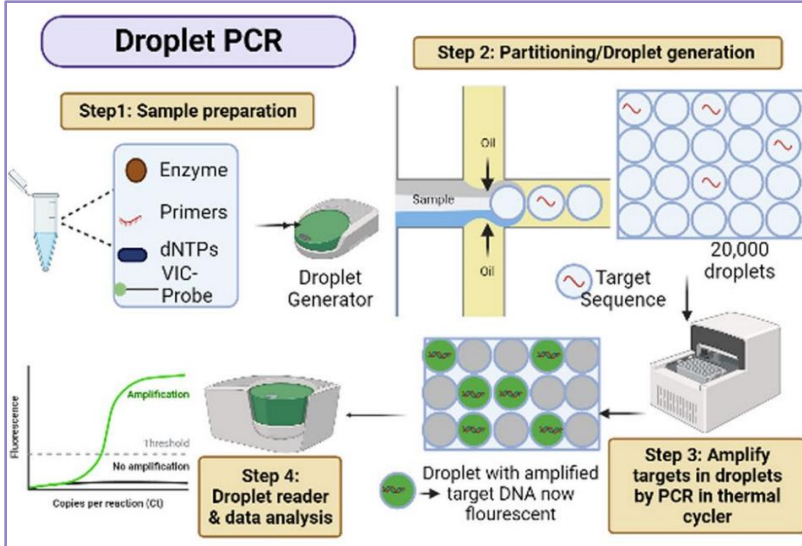 Droplet PCR
Step1: Sample preparation
Enzyme
Primers
dNTPs
VIC-
Probe
Droplet
Generator
Step 2: Partitioning/Droplet generation
Oil
Sample
Oil
20,000
droplets
Target
Sequence
Step 3: Amplify
targets in droplets
by PCR in thermal
cycler
Droplet with amplified
target DNA now
flourescent
Step 4:
Droplet reader
& data analysis
Fluorescence
Amplification
Threshold
No amplification
Copies per reaction (Ct)